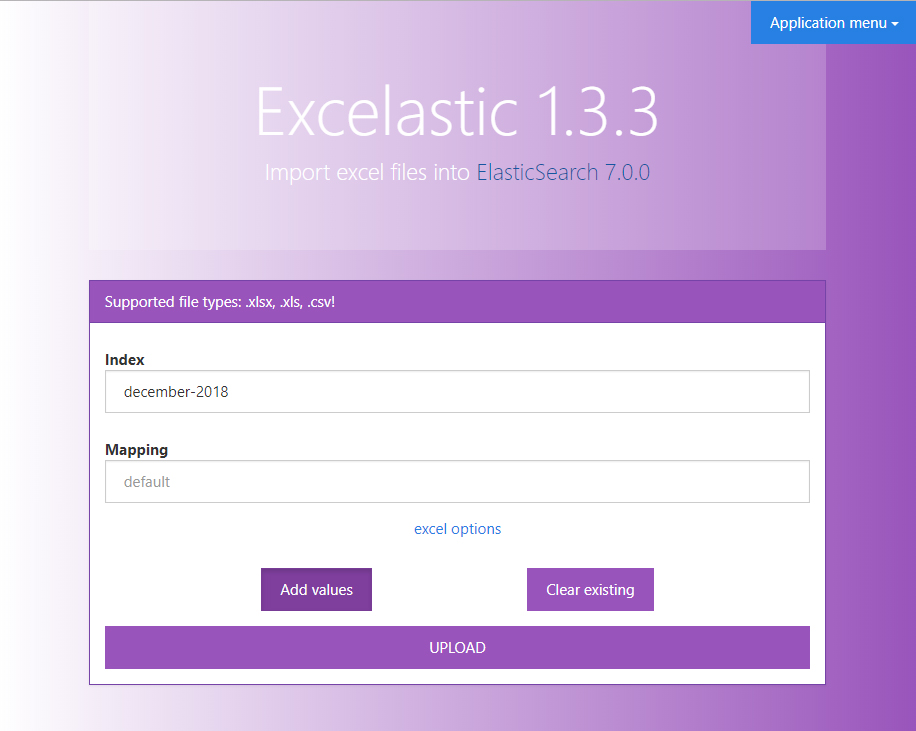 Application menu
Excelastic 1.3.3
Import excel files into ElasticSearch 7.0.0
Supported file types: .xlsx, .xls, .csv!
Index
december-2018
Mapping
default
excel options
Add values
Clear existing
UPLOAD